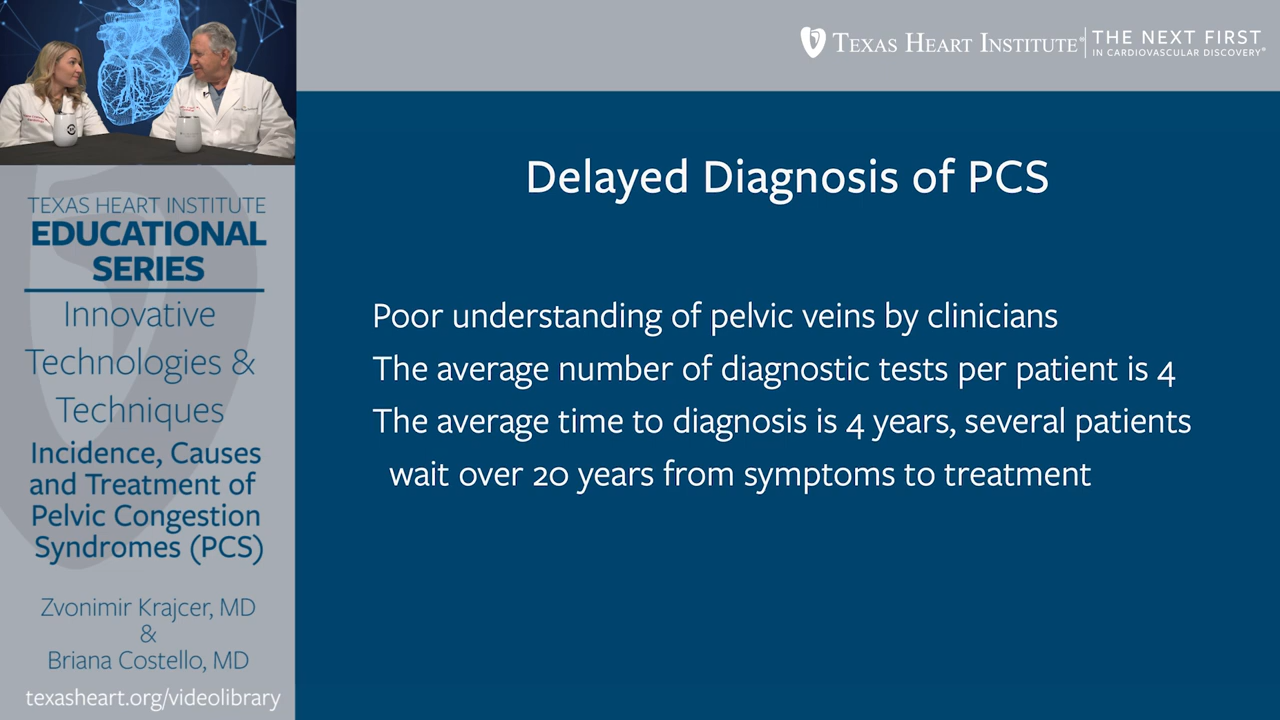 TEXAS HEART INSTITUTE® THE NEXT FIRST
IN CARDIOVASCULAR DISCOVERY®
TEXAS HEART INSTITUTE
EDUCATIONAL
SERIES
Innovative
Technologies &
Techniques
Incidence, Causes
and Treatment of
Pelvic Congestion
Syndromes (PCS)
Zvonimir Krajcer, MD
&
Briana Costello, MD
texasheart.org/videolibrary
Delayed Diagnosis of PCS
Poor understanding of pelvic veins by clinicians
The average number of diagnostic tests per patient is 4
The average time to diagnosis is 4 years, several patients
wait over 20 years from symptoms to treatment